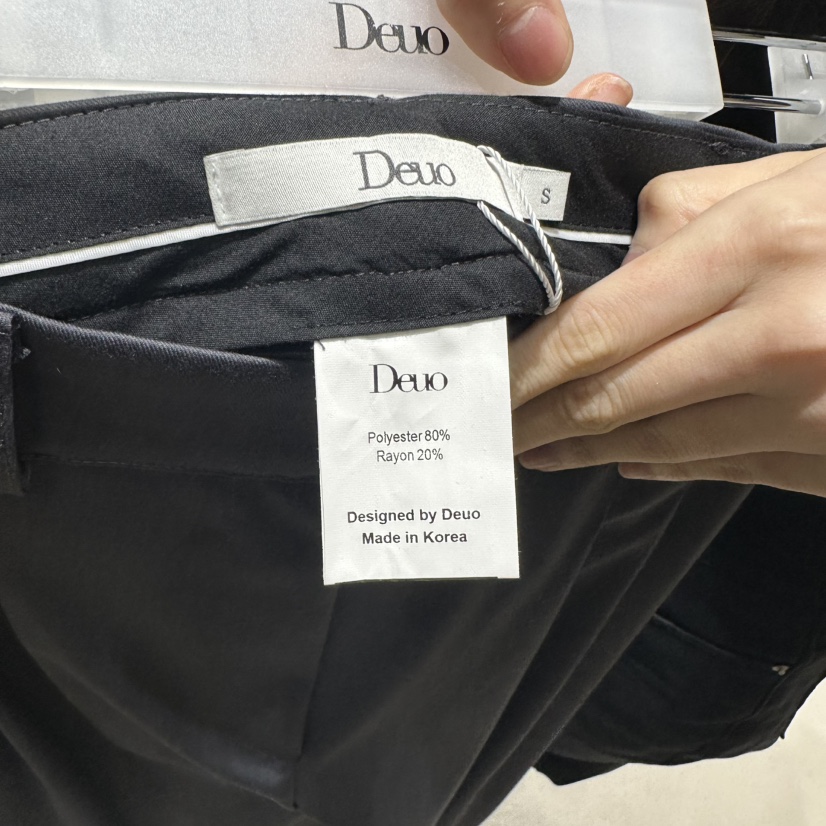 Deuo
Deuo
S
Deuo
Polyester 80%
Rayon 20%
Designed by Deuo
Made in Korea